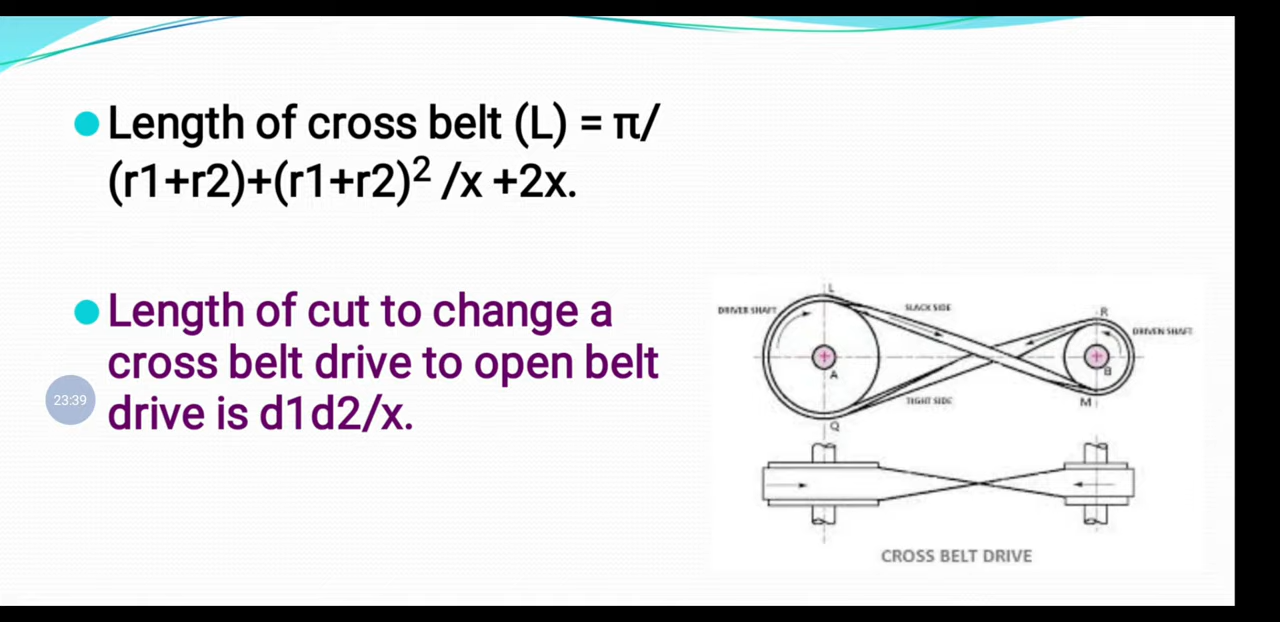 Length of cross belt (L) = π/
(r1+r2)+(r1+r2)² /x +2x.
Length of cut to change a
cross belt drive to open belt
drive is d1d2/x.
23:39
L
DRIVER SHAFT
SLACK SIDE
R
DRIVEN SHAFT
A
B
TIGHT SIDE
M
Q
CROSS BELT DRIVE